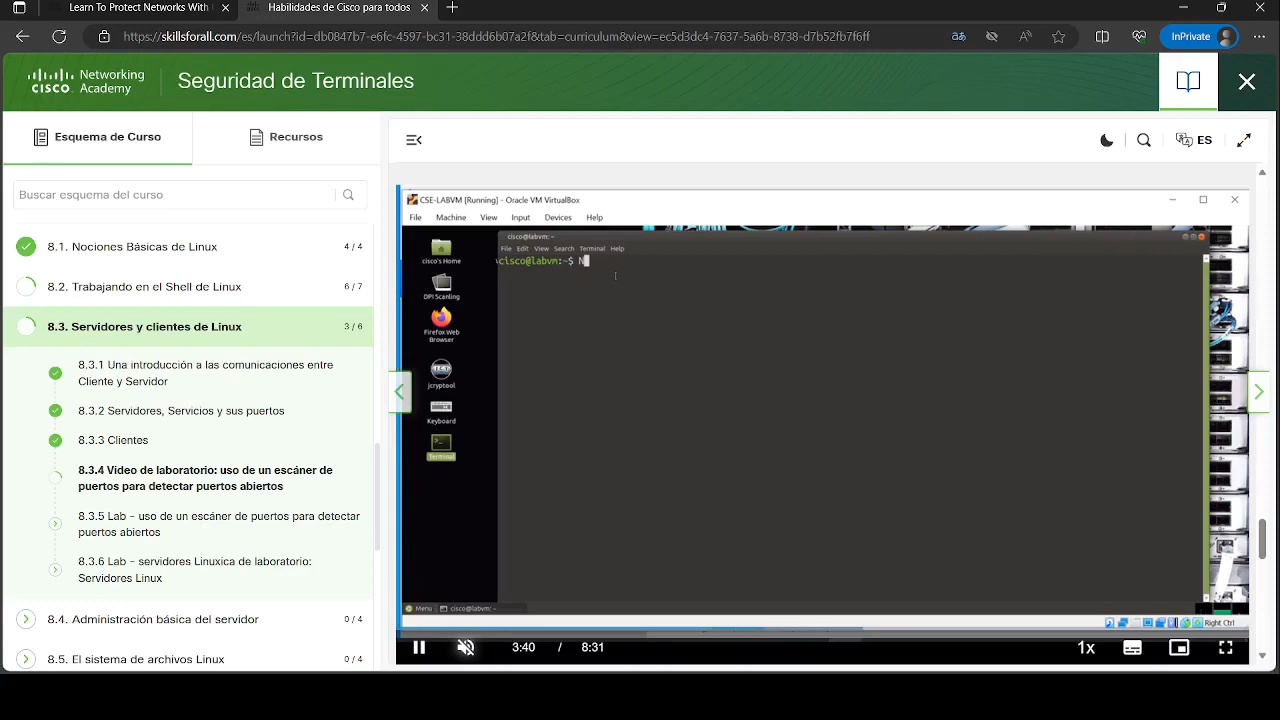 Learn To Protect Networks With
Habilidades de Cisco para todos
https://skillsforall.com/es/launch?id=db0847b7-e6fc-4597-bc31-38ddd6b07a2f&tab=curriculum&view=ec5d3dc4-7637-5a6b-8738-d7b52fb7f6ff
InPrivate
Networking
CISCO Academy
Seguridad de Terminales
Esquema de Curso
Recursos
ES
Buscar esquema del curso
8.1. Nociones Básicas de Linux
4 / 4
8.2. Trabajando en el Shell de Linux
6 / 7
8.3. Servidores y clientes de Linux
3 / 6
8.3.1 Una introducción a las comunicaciones entre
Cliente y Servidor
8.3.2 Servidores, Servicios y sus puertos
8.3.3 Clientes
8.3.4 Video de laboratorio: uso de un escáner de
puertos para detectar puertos abiertos
8.3.5 Lab - uso de un escáner de puertos para detectar
puertos abiertos
8.3.6 Lab - servidores Linuxica de laboratorio:
Servidores Linux
8.4. Administración básica del servidor
0 / 4
8.5. El sistema de archivos Linux
0 / 4
CSE-LABVM [Running] - Oracle VM VirtualBox
File Machine View Input Devices Help
cisco@labvm: ~
File Edit View Search Terminal Help
cisco@labvm:~$ N
cisco's Home
DPI Scanling
Firefox Web
Browser
jcryptool
Keyboard
Terminal
Menu
cisco@labvm: ~
Right Ctrl
3:40 / 8:31
1x